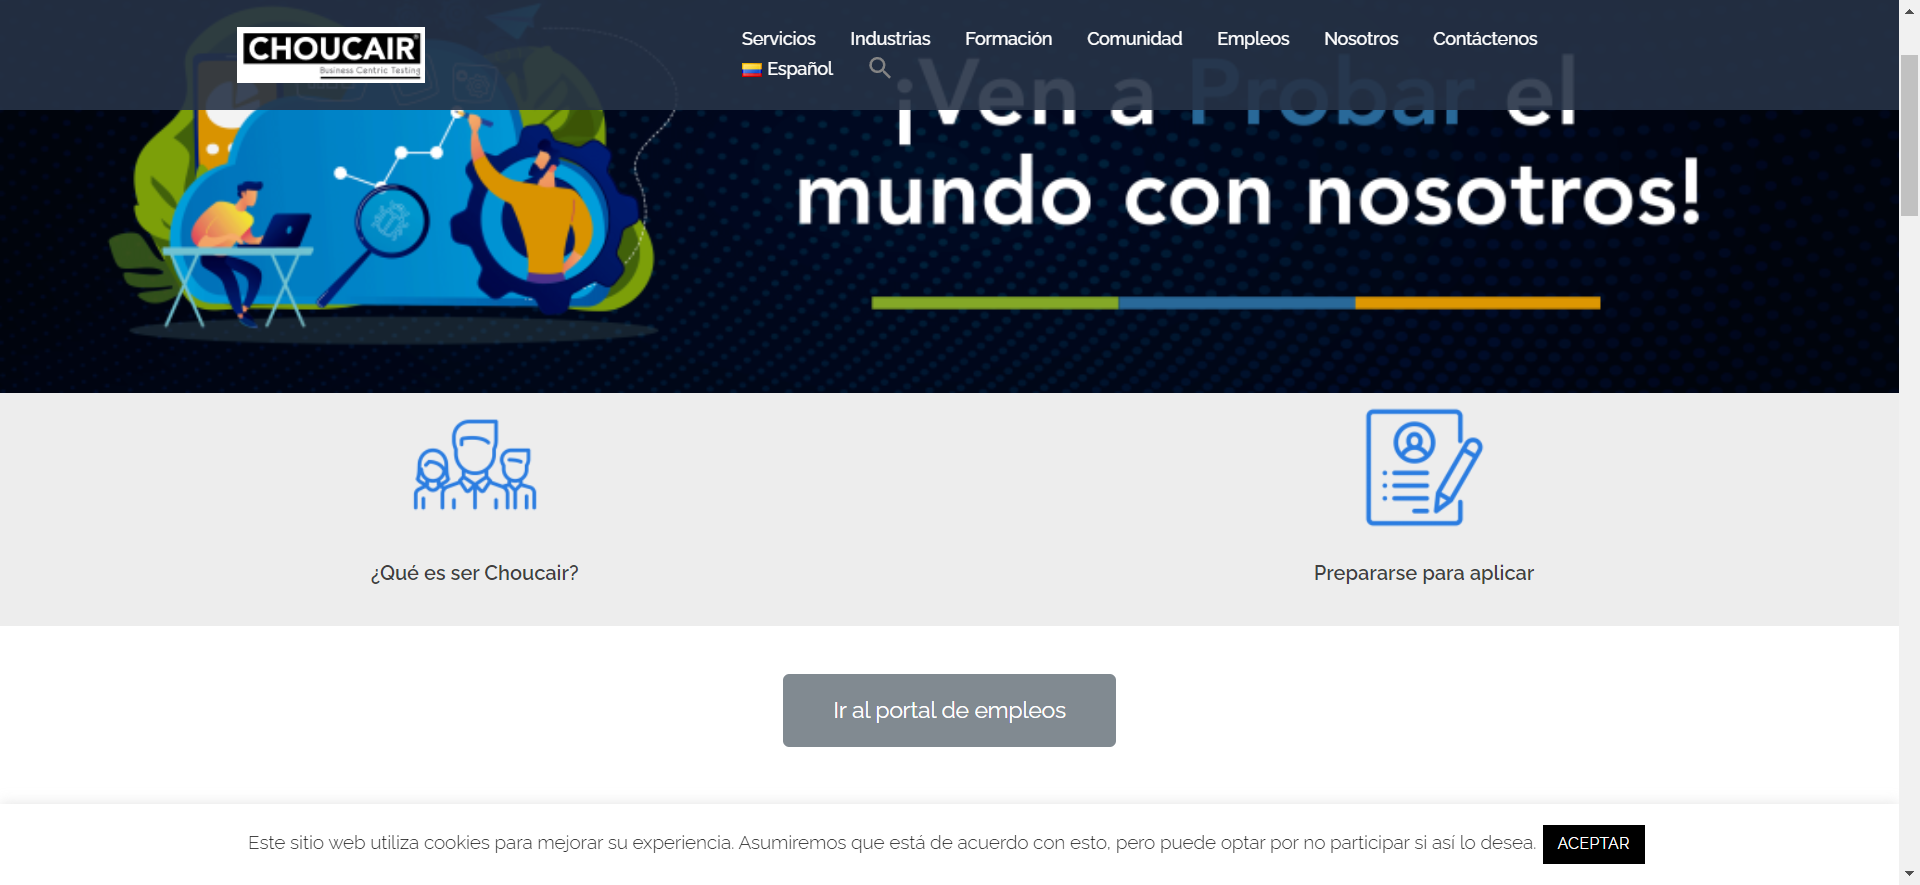 CHOUCAIR
Business Centric Testing
Servicios Industrias Formación Comunidad Empleos Nosotros Contáctenos
Español
¡Ven a Probar el
mundo con nosotros!
¿Qué es ser Choucair?
Prepararse para aplicar
Ir al portal de empleos
Este sitio web utiliza cookies para mejorar su experiencia. Asumiremos que está de acuerdo con esto, pero puede optar por no participar si así lo desea. ACEPTAR